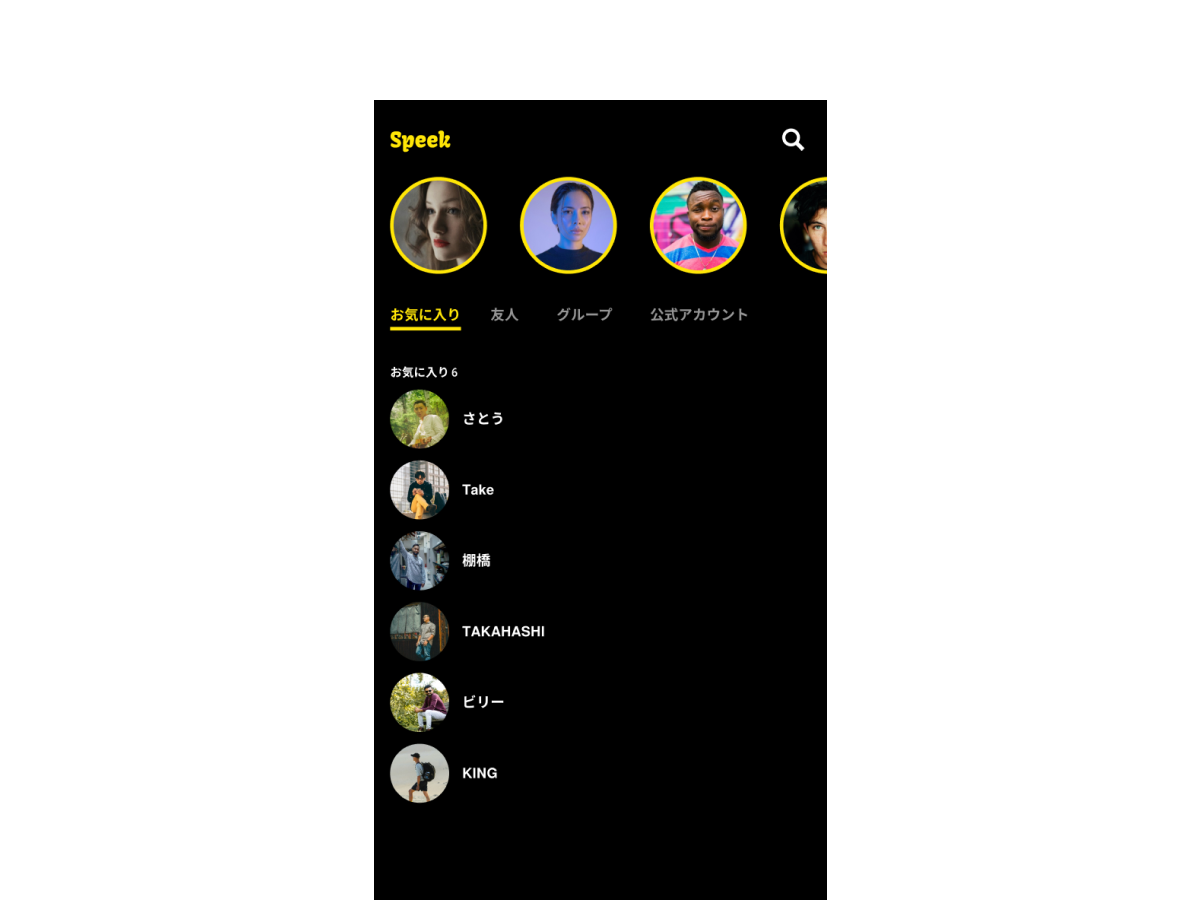 Speek
お気に入り 友人 グループ 公式アカウント
お気に入り 6
さとう
Take
棚橋
TAKAHASHI
ビリー
KING